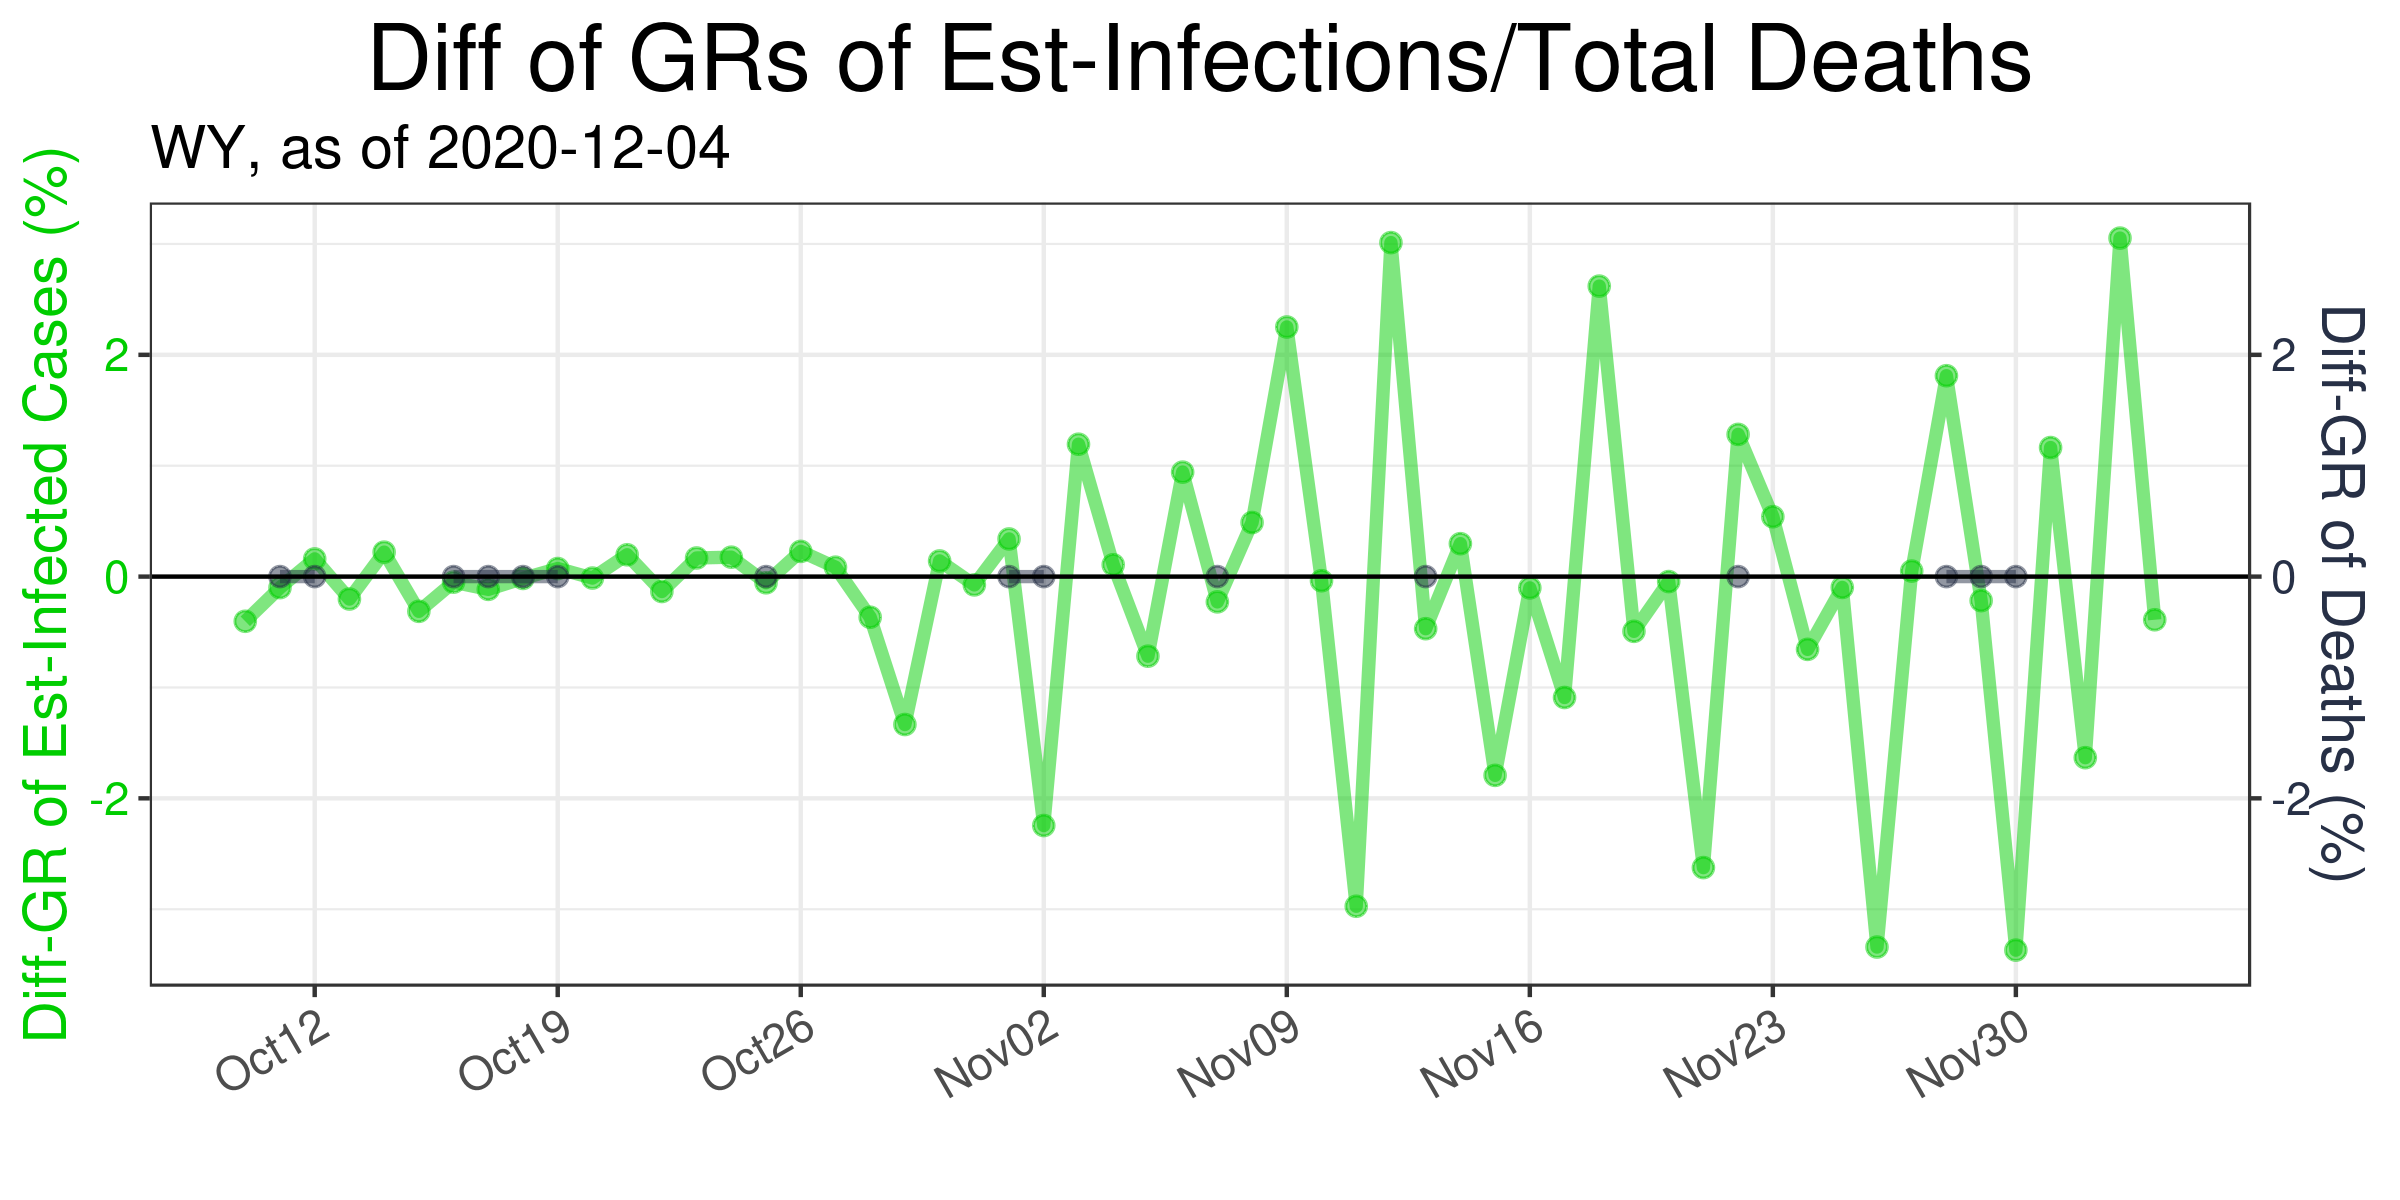 Diff of GRs of Est-Infections/Total Deaths
WY, as of 2020-12-04
Diff-GR of Est-Infected Cases (%)
2
0
-2
2
0
-2
Diff-GR of Deaths (%)
Oct12
Oct19
Oct26
Nov02
Nov09
Nov16
Nov23
Nov30